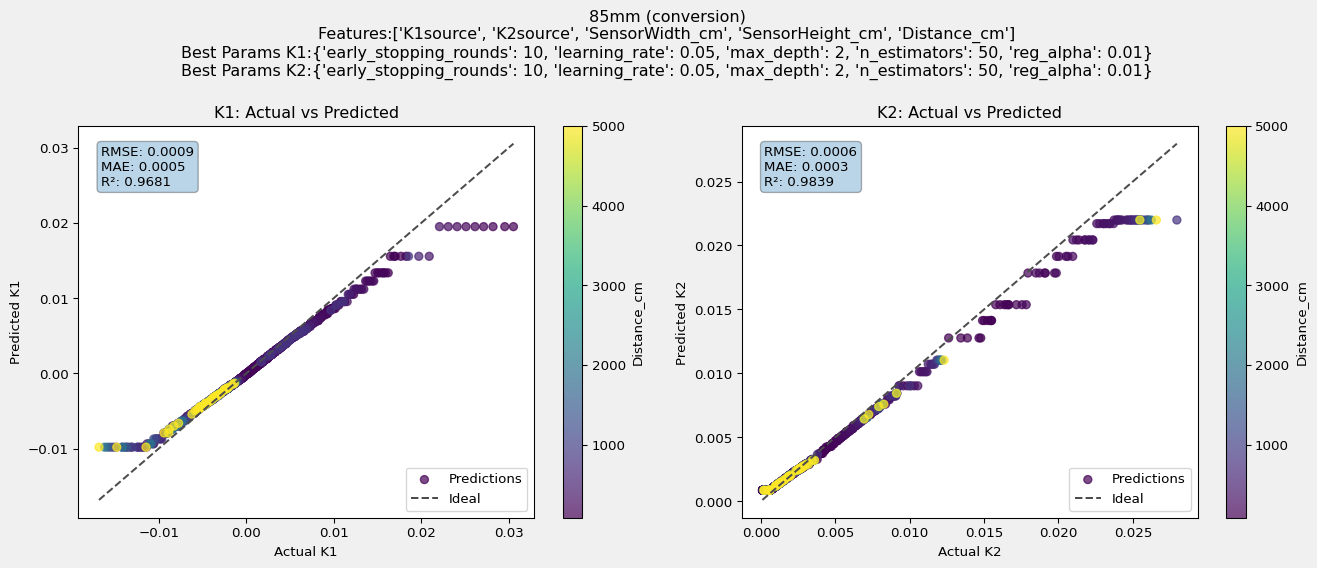 85mm (conversion)
Features:['K1source', 'K2source', 'SensorWidth_cm', 'SensorHeight_cm', 'Distance_cm']
Best Params K1:{'early_stopping_rounds': 10, 'learning_rate': 0.05, 'max_depth': 2, 'n_estimators': 50, 'reg_alpha': 0.01}
Best Params K2:{'early_stopping_rounds': 10, 'learning_rate': 0.05, 'max_depth': 2, 'n_estimators': 50, 'reg_alpha': 0.01}
K1: Actual vs Predicted
RMSE: 0.0009
MAE: 0.0005
R²: 0.9681
0.03
0.02
0.01
0.00
−0.01
Predicted K1
−0.01
0.00
0.01
0.02
0.03
Actual K1
Predictions
Ideal
5000
4000
3000
2000
1000
Distance_cm
K2: Actual vs Predicted
RMSE: 0.0006
MAE: 0.0003
R²: 0.9839
0.025
0.020
0.015
0.010
0.005
0.000
Predicted K2
0.000
0.005
0.010
0.015
0.020
0.025
Actual K2
Predictions
Ideal
5000
4000
3000
2000
1000
Distance_cm